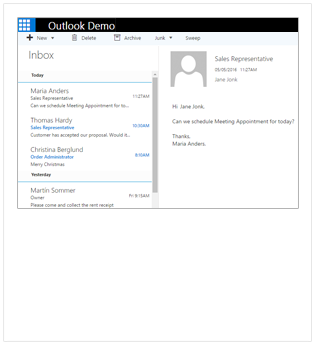 Outlook Demo
New Delete Archive Junk Sweep
Inbox
Today
Maria Anders
Sales Representative 11:27AM
Can we schedule Meeting Appointment for to...
Thomas Hardy
Sales Representative 10:30AM
Customer has accepted our proposal. Would it...
Christina Berglund
Order Administrator 8:10AM
Merry Christmas
Yesterday
Martin Sommer
Owner Fri 9:15AM
Please come and collect the rent receipt
Sales Representative
05/05/2019 11:27AM
Jane Jonk
Hi Jane Jonk,
Can we schedule Meeting Appointment for today?
Thanks,
Maria Anders.